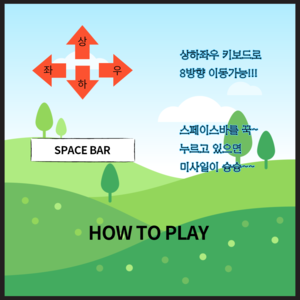 상
좌
우
하
상하좌우 키보드로
8방향 이동가능!!!
SPACE BAR
스페이스바를 꾹~
누르고 있으면
미사일이 슝슝~~
HOW TO PLAY